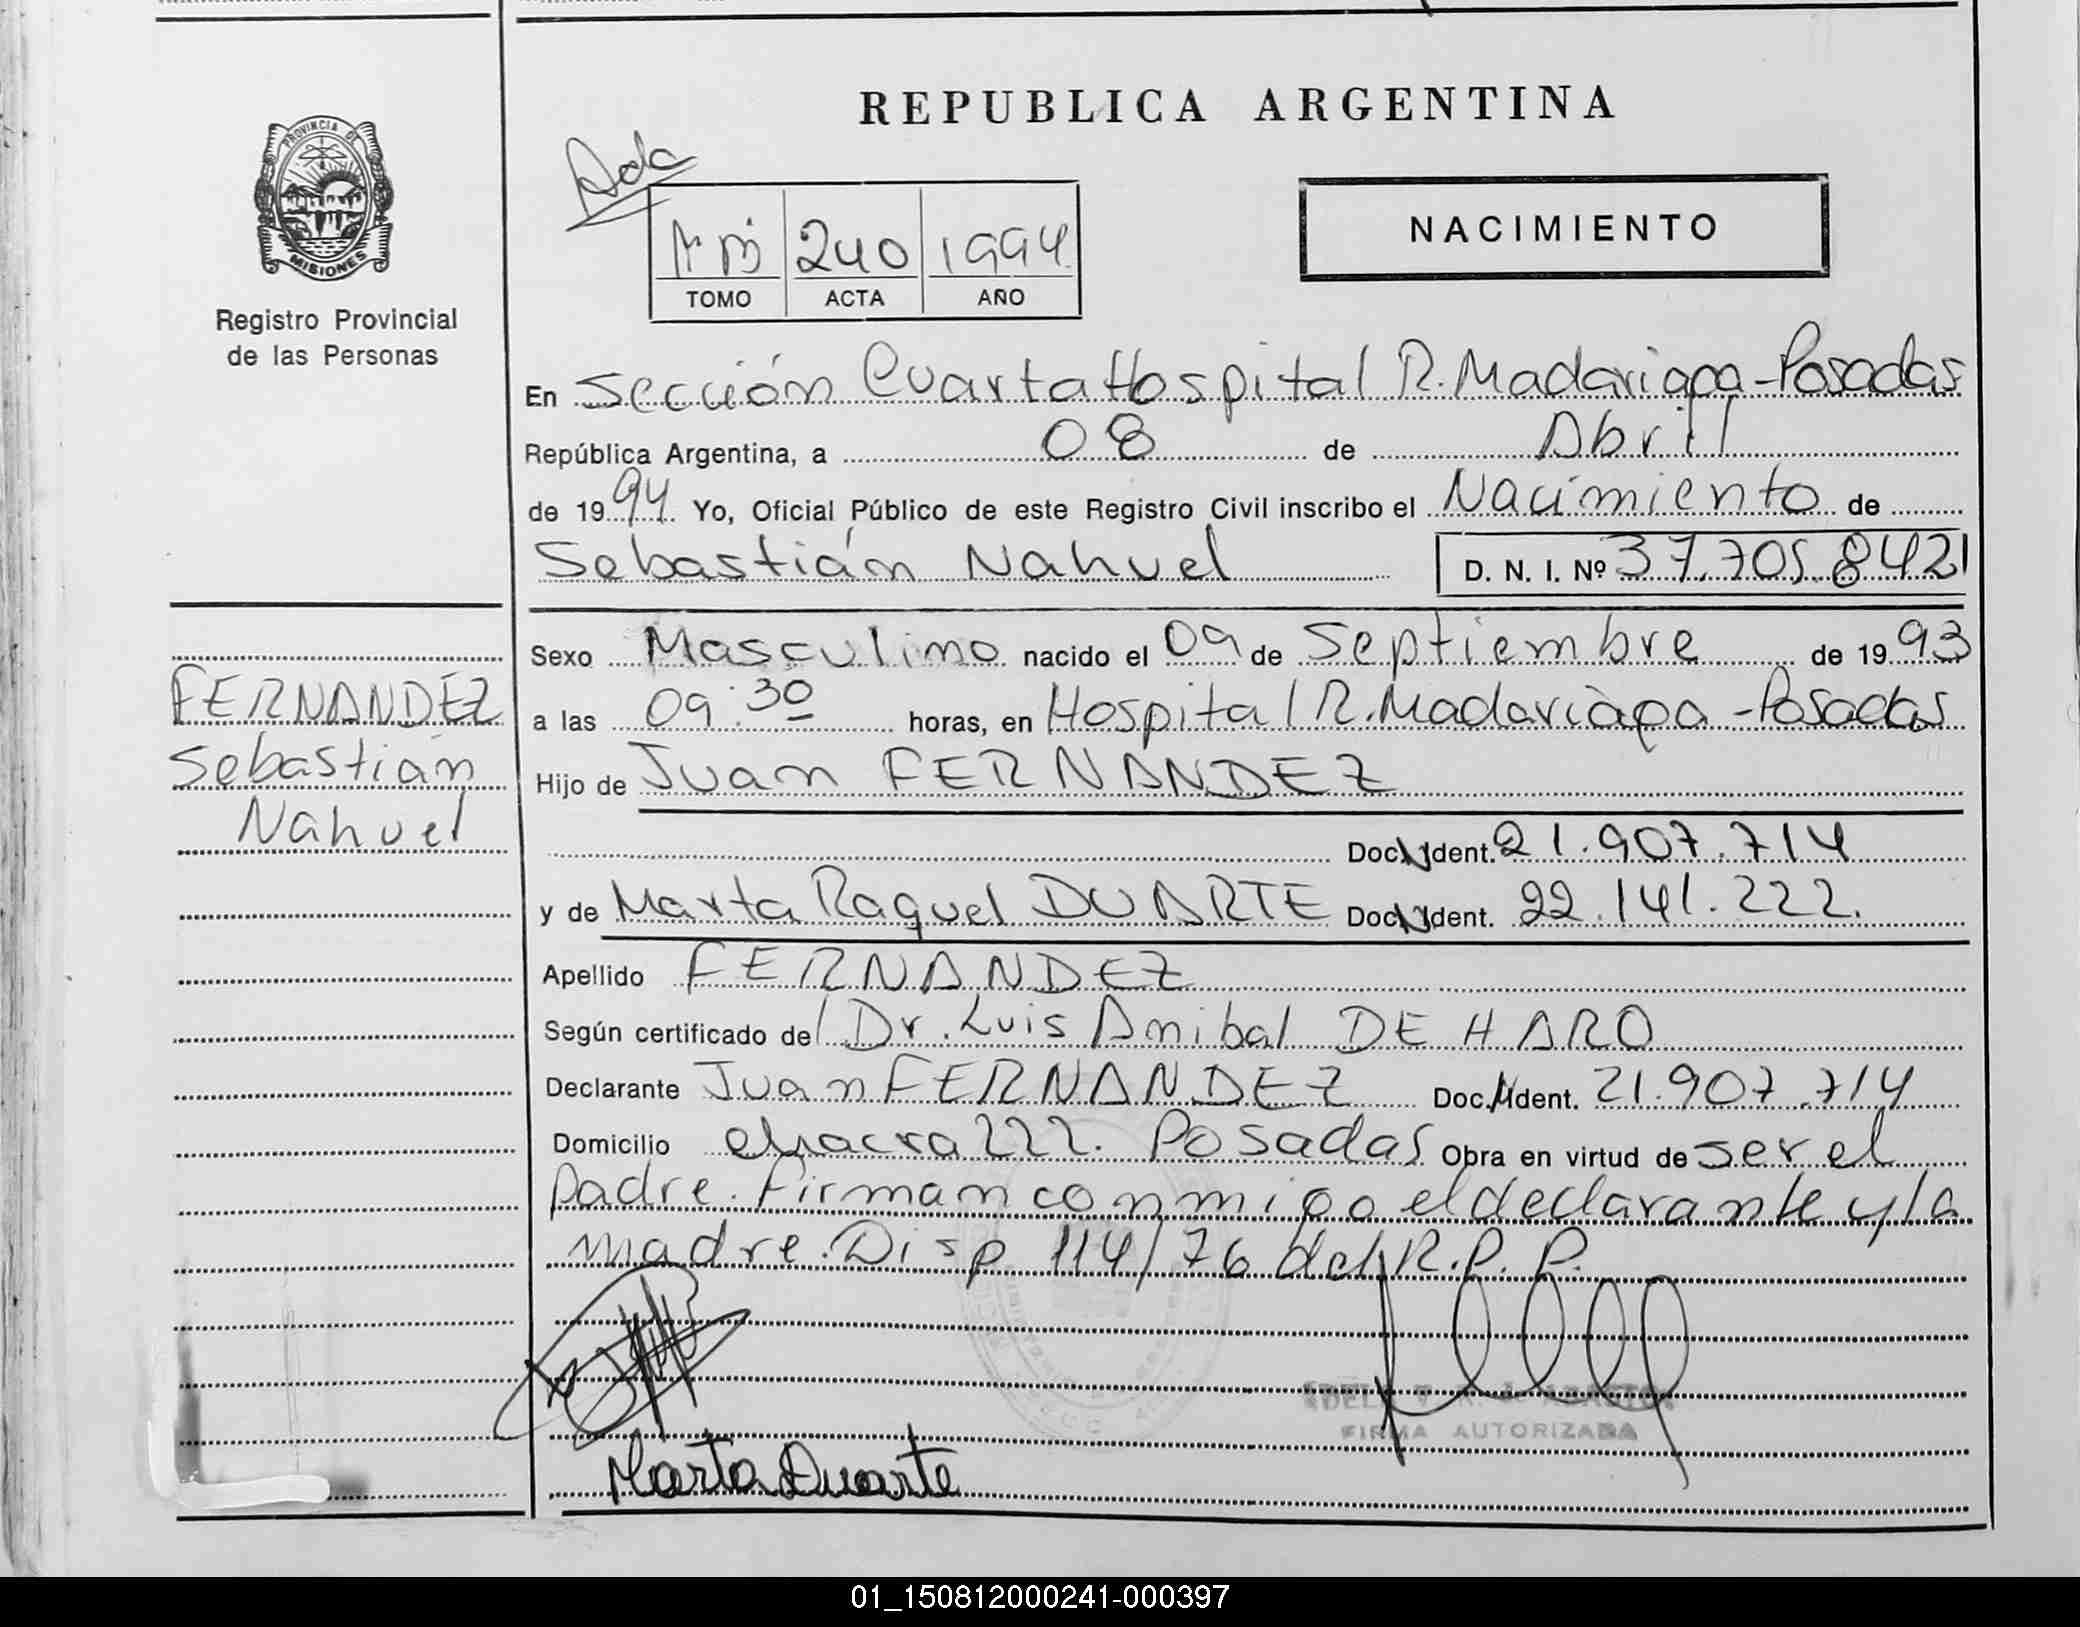 REPUBLICA ARGENTINA
PROVINCIA DE
MISIONES
Registro Provincial
de las Personas
240 1994
TOMO ACTA AÑO
NACIMIENTO
En Sección Cuarta Hospital R. Madariaga - Posadas
República Argentina, a 08 de Abril
de 1994 Yo, Oficial Público de este Registro Civil inscribo el Nacimiento de
Sebastián Nahuel D. N. I. Nº 37.705.842
FERNANDEZ
Sebastián
Nahuel
Sexo Masculino nacido el 09 de Septiembre de 1993
a las 09:30 horas, en Hospital R. Madariaga - Posadas
Hijo de Juan FERNANDEZ
Doc. N Ident. 21.907.714
y de Marta Raquel DUARTE Doc. N Ident. 22.141.222.
Apellido FERNANDEZ
Según certificado del Dr. Luis Anibal DE HARO
Declarante Juan FERNANDEZ Doc. N Ident. 21.907.714
Domicilio chacra 222. Posadas Obra en virtud de ser el
padre. Firman conmigo el declarante y la
madre. Disp 114/76 del R.P.P.
FIRMA AUTORIZADA
Marta Duarte
01_150812000241-000397